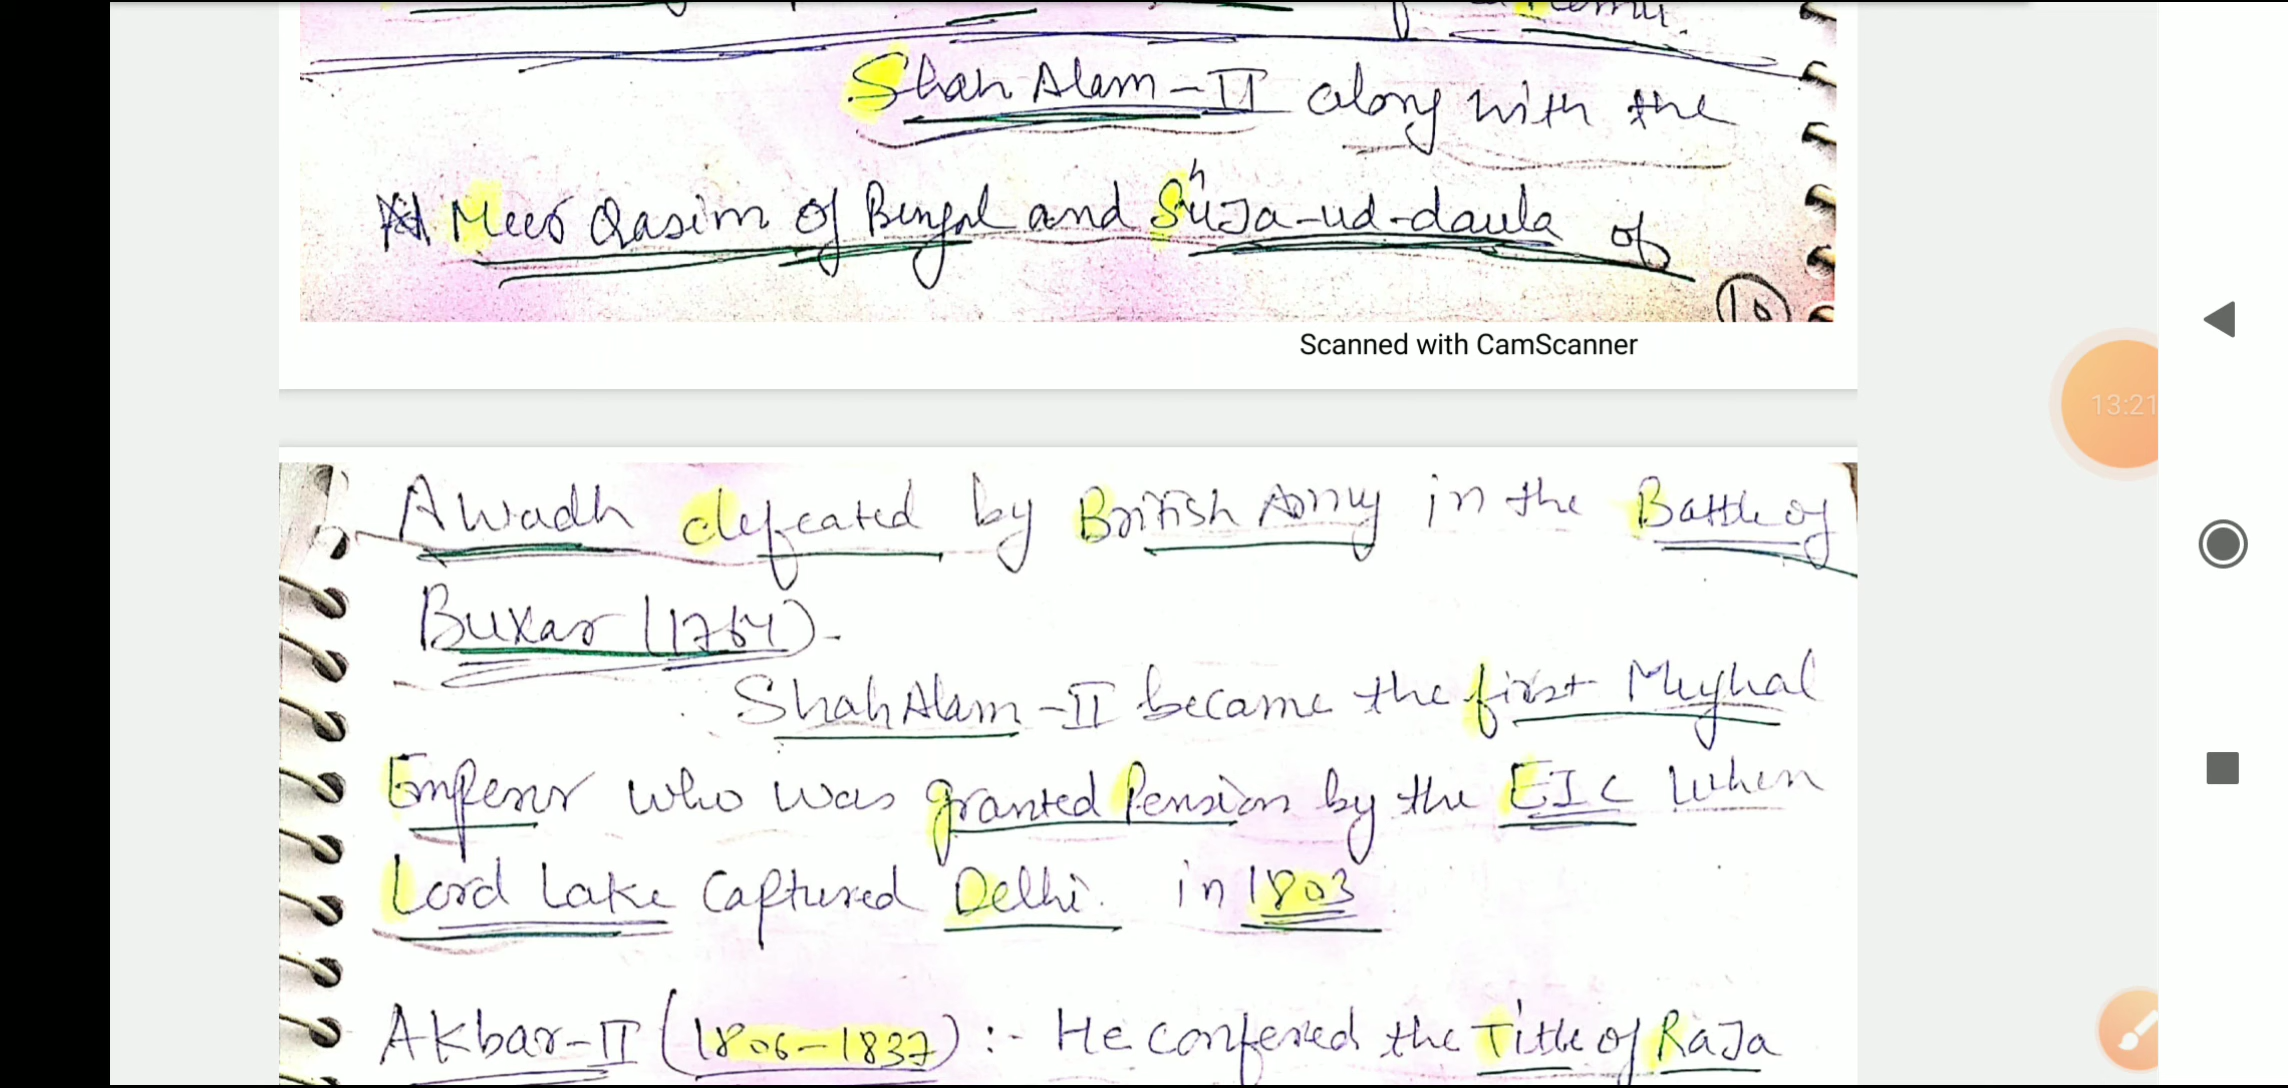 Shah Alam-II along with the
Meer Qasim of Bengal and Shuja-ud-daula of
10
Scanned with CamScanner
13:21
Awadh defeated by British Army in the Battle of
Buxar (1764).
Shah Alam-II became the first Mughal
Emperor who was granted Pension by the EIC when
Lord Lake Captured Delhi. in 1803
Akbar-II (1806-1837):- He conferred the Title of RaJa